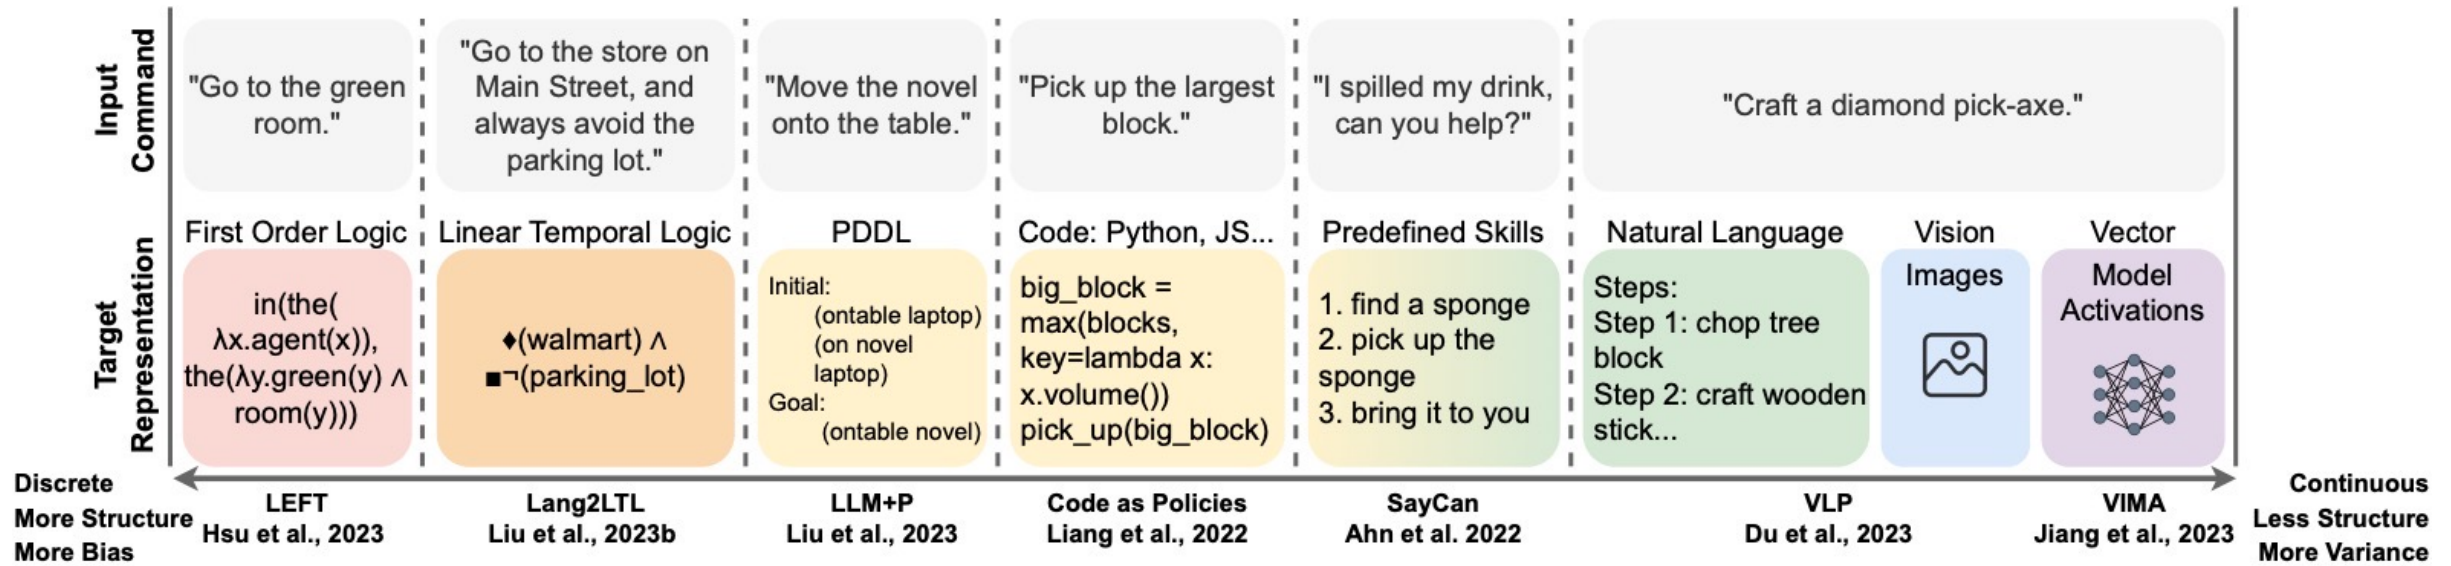 Input
Command
"Go to the green
room."
"Go to the store on
Main Street, and
always avoid the
parking lot."
"Move the novel
onto the table."
"Pick up the largest
block."
"I spilled my drink,
can you help?"
"Craft a diamond pick-axe."
Target
Representation
First Order Logic
in(the(
λx.agent(x)),
the(λy.green(y) ∧
room(y)))
Linear Temporal Logic
♦(walmart) ∧
■¬(parking_lot)
PDDL
Initial:
(ontable laptop)
(on novel
laptop)
Goal:
(ontable novel)
Code: Python, JS...
big_block =
max(blocks,
key=lambda x:
x.volume())
pick_up(big_block)
Predefined Skills
1. find a sponge
2. pick up the
sponge
3. bring it to you
Natural Language
Steps:
Step 1: chop tree
block
Step 2: craft wooden
stick...
Vision
Images
Vector
Model
Activations
Discrete
More Structure
More Bias
LEFT
Hsu et al., 2023
Lang2LTL
Liu et al., 2023b
LLM+P
Liu et al., 2023
Code as Policies
Liang et al., 2022
SayCan
Ahn et al. 2022
VLP
Du et al., 2023
VIMA
Jiang et al., 2023
Continuous
Less Structure
More Variance